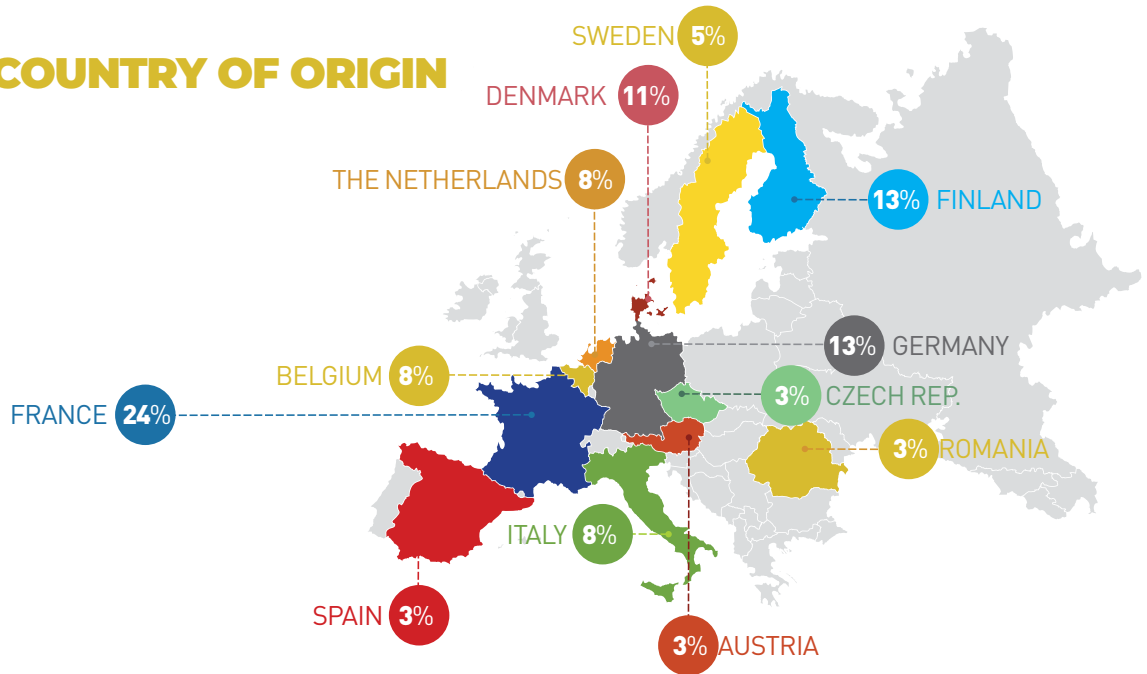 COUNTRY OF ORIGIN
SWEDEN 5%
DENMARK 11%
THE NETHERLANDS 8%
13% FINLAND
13% GERMANY
BELGIUM 8%
3% CZECH REP.
FRANCE 24%
3% ROMANIA
ITALY 8%
SPAIN 3%
3% AUSTRIA